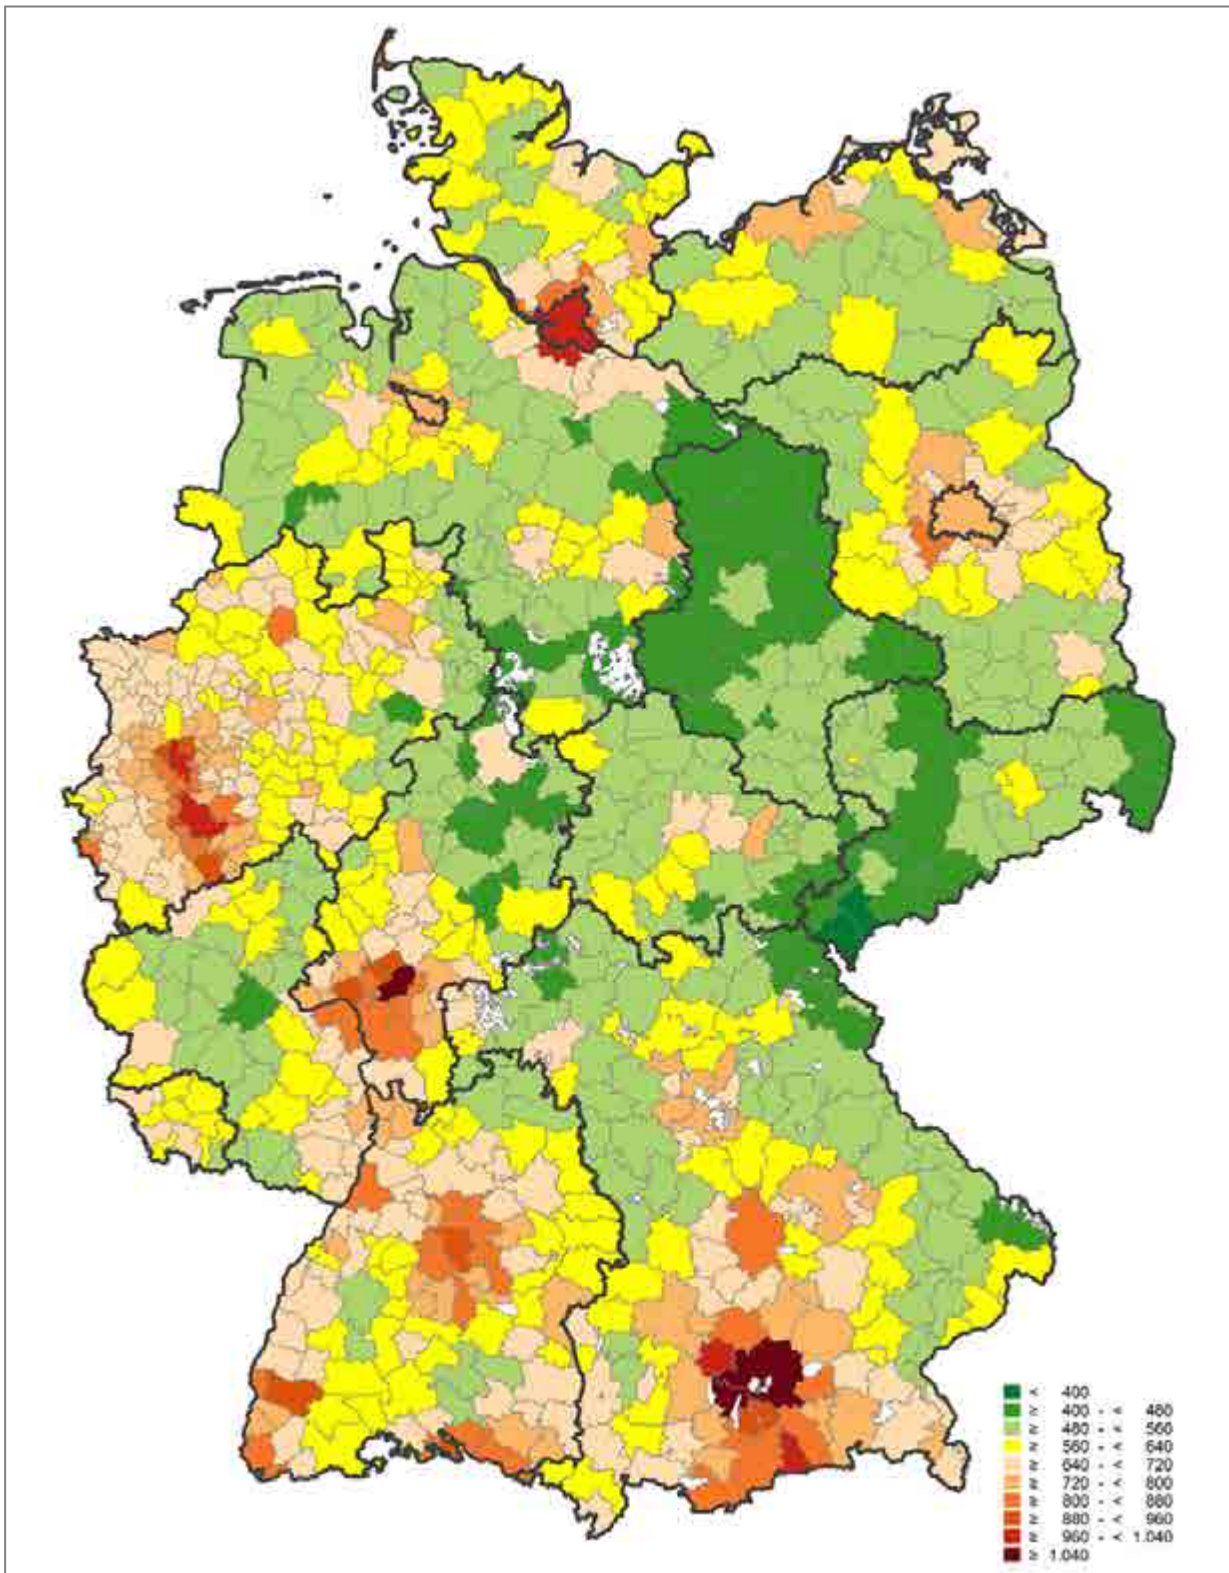 < 400
≥ 400 - < 480
≥ 480 - < 560
≥ 560 - < 640
≥ 640 - < 720
≥ 720 - < 800
≥ 800 - < 880
≥ 880 - < 960
≥ 960 - < 1.040
≥ 1.040